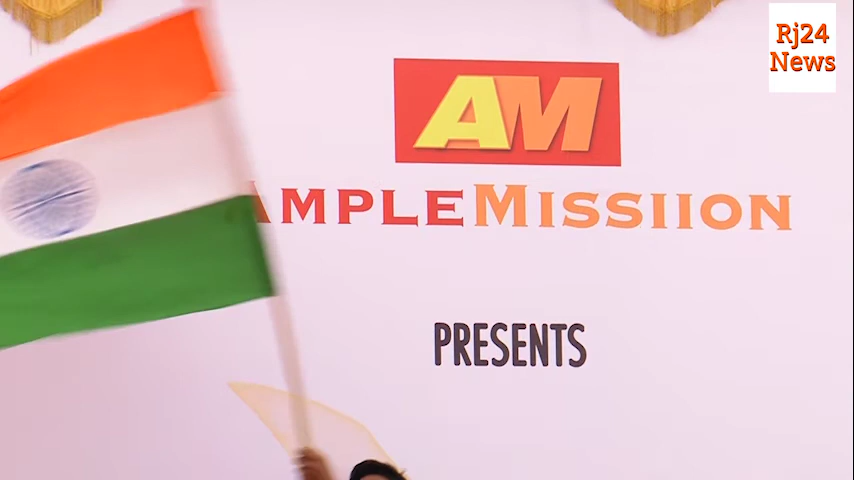 Rj24
News
AM
AMPLEMISSIION
PRESENTS